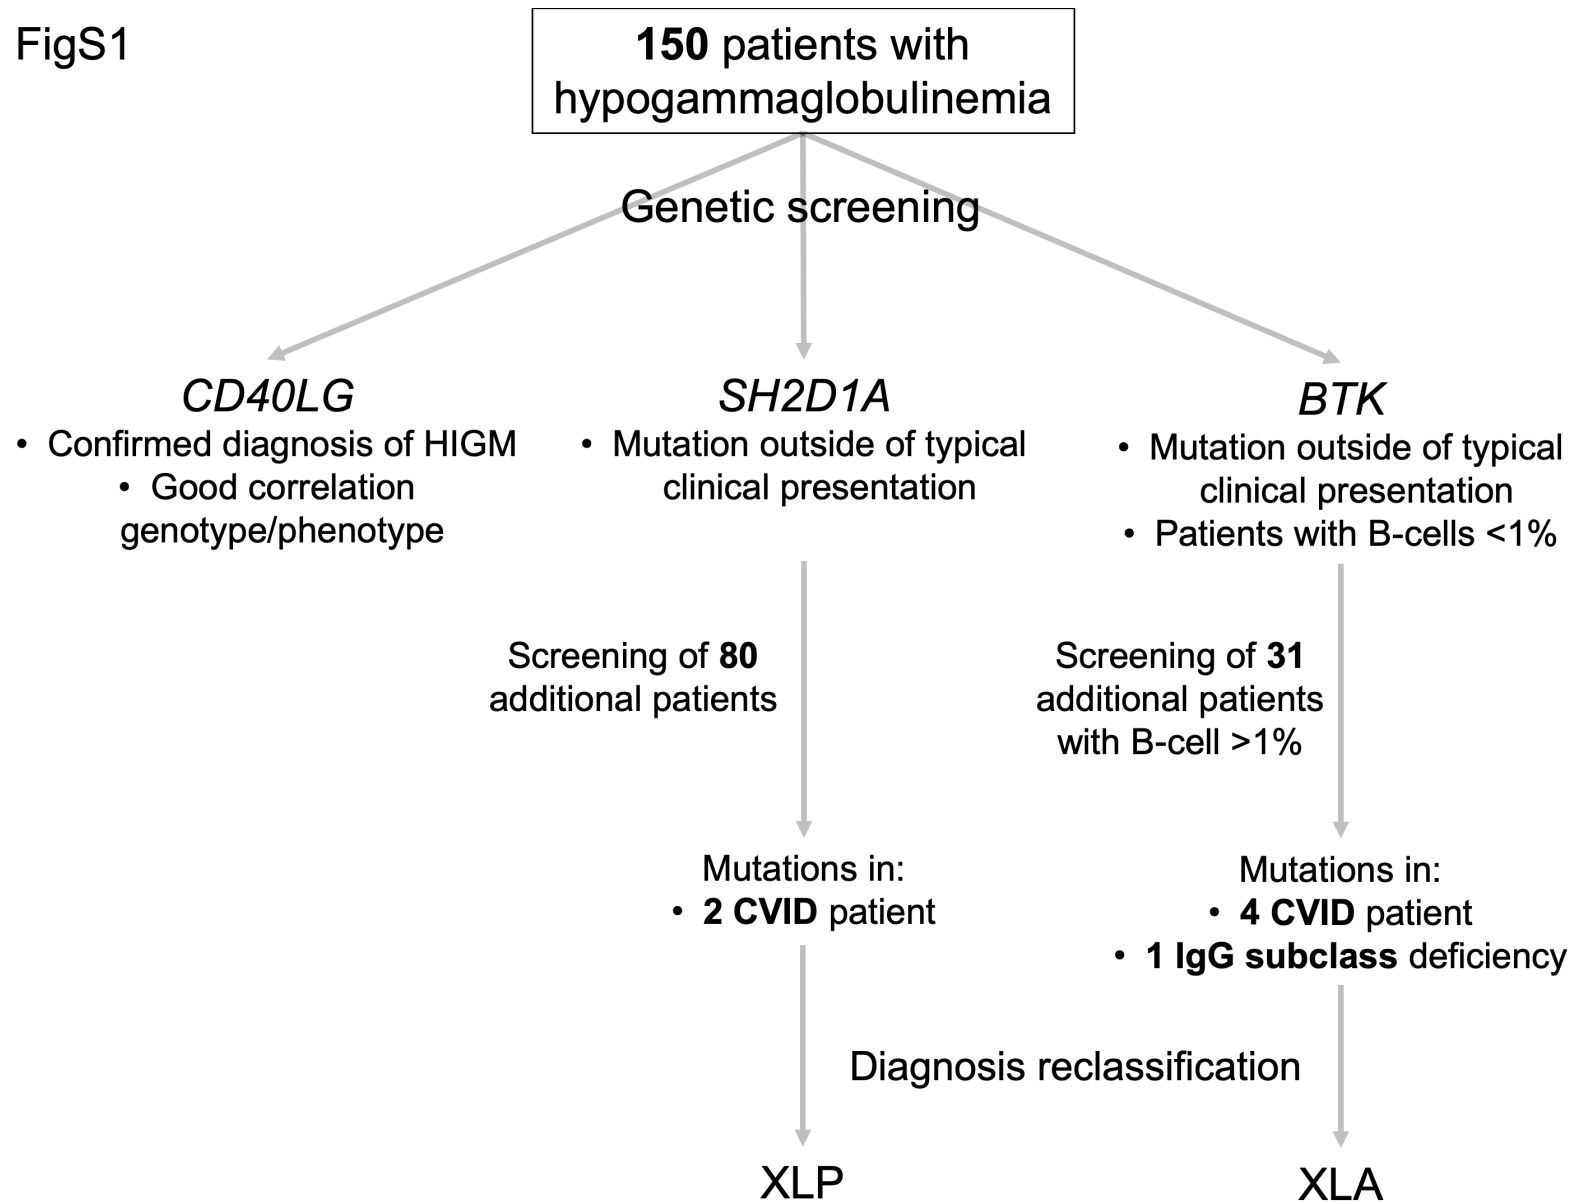 FigS1
150 patients with
hypogammaglobulinemia
Genetic screening
CD40LG
• Confirmed diagnosis of HIGM
• Good correlation
genotype/phenotype
SH2D1A
• Mutation outside of typical
clinical presentation
BTK
• Mutation outside of typical
clinical presentation
• Patients with B-cells <1%
Screening of 80
additional patients
Screening of 31
additional patients
with B-cell >1%
Mutations in:
• 2 CVID patient
Mutations in:
• 4 CVID patient
• 1 IgG subclass deficiency
Diagnosis reclassification
XLP
XLA